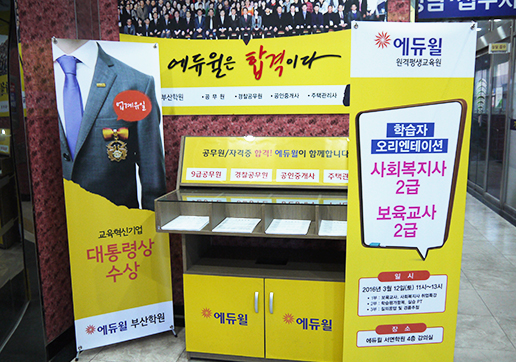 에듀윌은 합격이다
부산학원
·공 무 원 ·경찰공무원 ·공인중개사 ·주택관리사
업계유일
교육혁신기업
대통령상
수상
에듀윌 부산학원
공무원/자격증 합격! 에듀윌이 함께합니다
9급공무원 경찰공무원 공인중개사 주택관
에듀윌
에듀윌
에듀윌
원격평생교육원
학습자
오리엔테이션
사회복지사
2급
보육교사
2급
일 시
2016년 3월 12일(토) 11시~13시
장 소
에듀윌 서면학원 4층 강의실